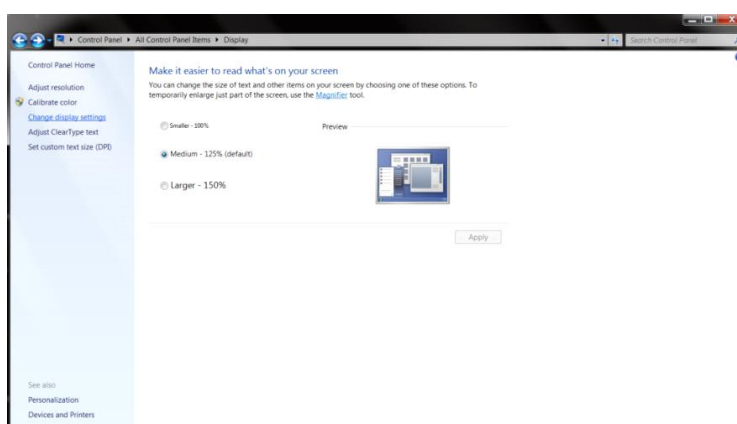 Control Panel All Control Panel Items Display
Search Control Panel
Control Panel Home
Adjust resolution
Calibrate color
Change display settings
Adjust ClearType text
Set custom text size (DPI)
Make it easier to read what's on your screen
You can change the size of text and other items on your screen by choosing one of these options. To
temporarily enlarge just part of the screen, use the Magnifier tool.
Smaller - 100%
Preview
Medium - 125% (default)
Larger - 150%
Apply
See also
Personalization
Devices and Printers